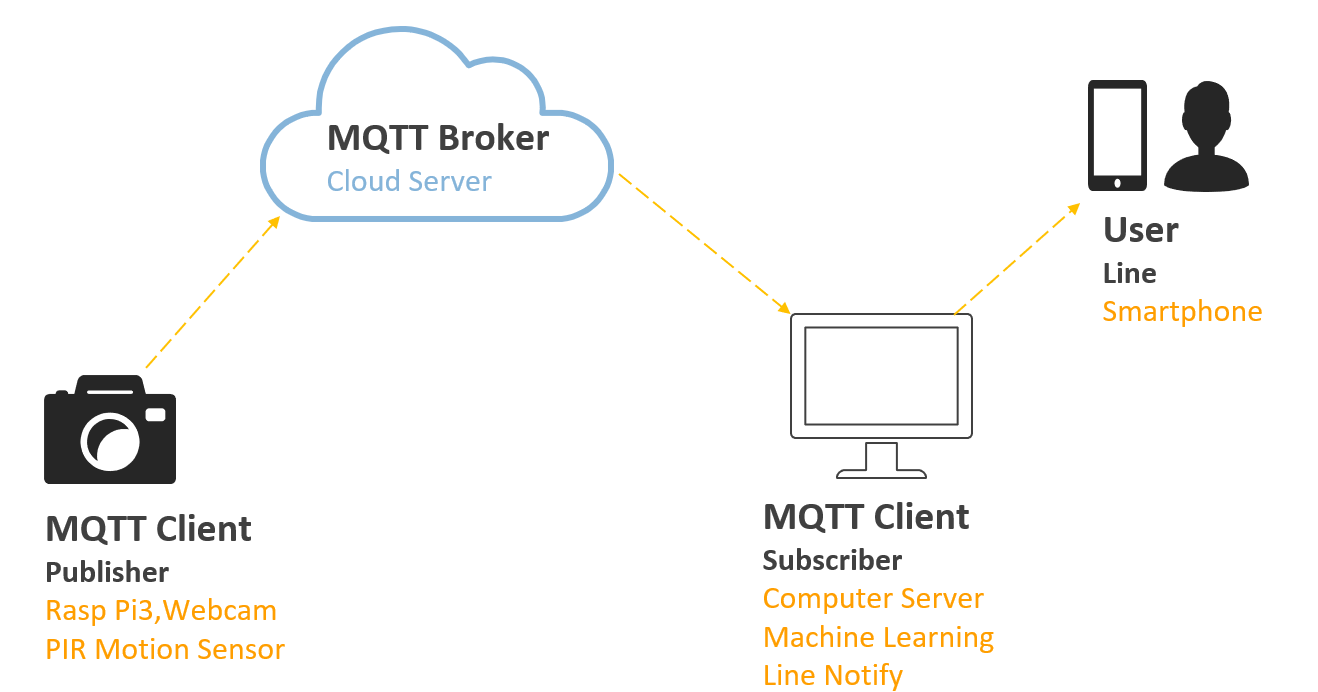 MQTT Broker
Cloud Server
User
Line
Smartphone
MQTT Client
Publisher
Rasp Pi3,Webcam
PIR Motion Sensor
MQTT Client
Subscriber
Computer Server
Machine Learning
Line Notify